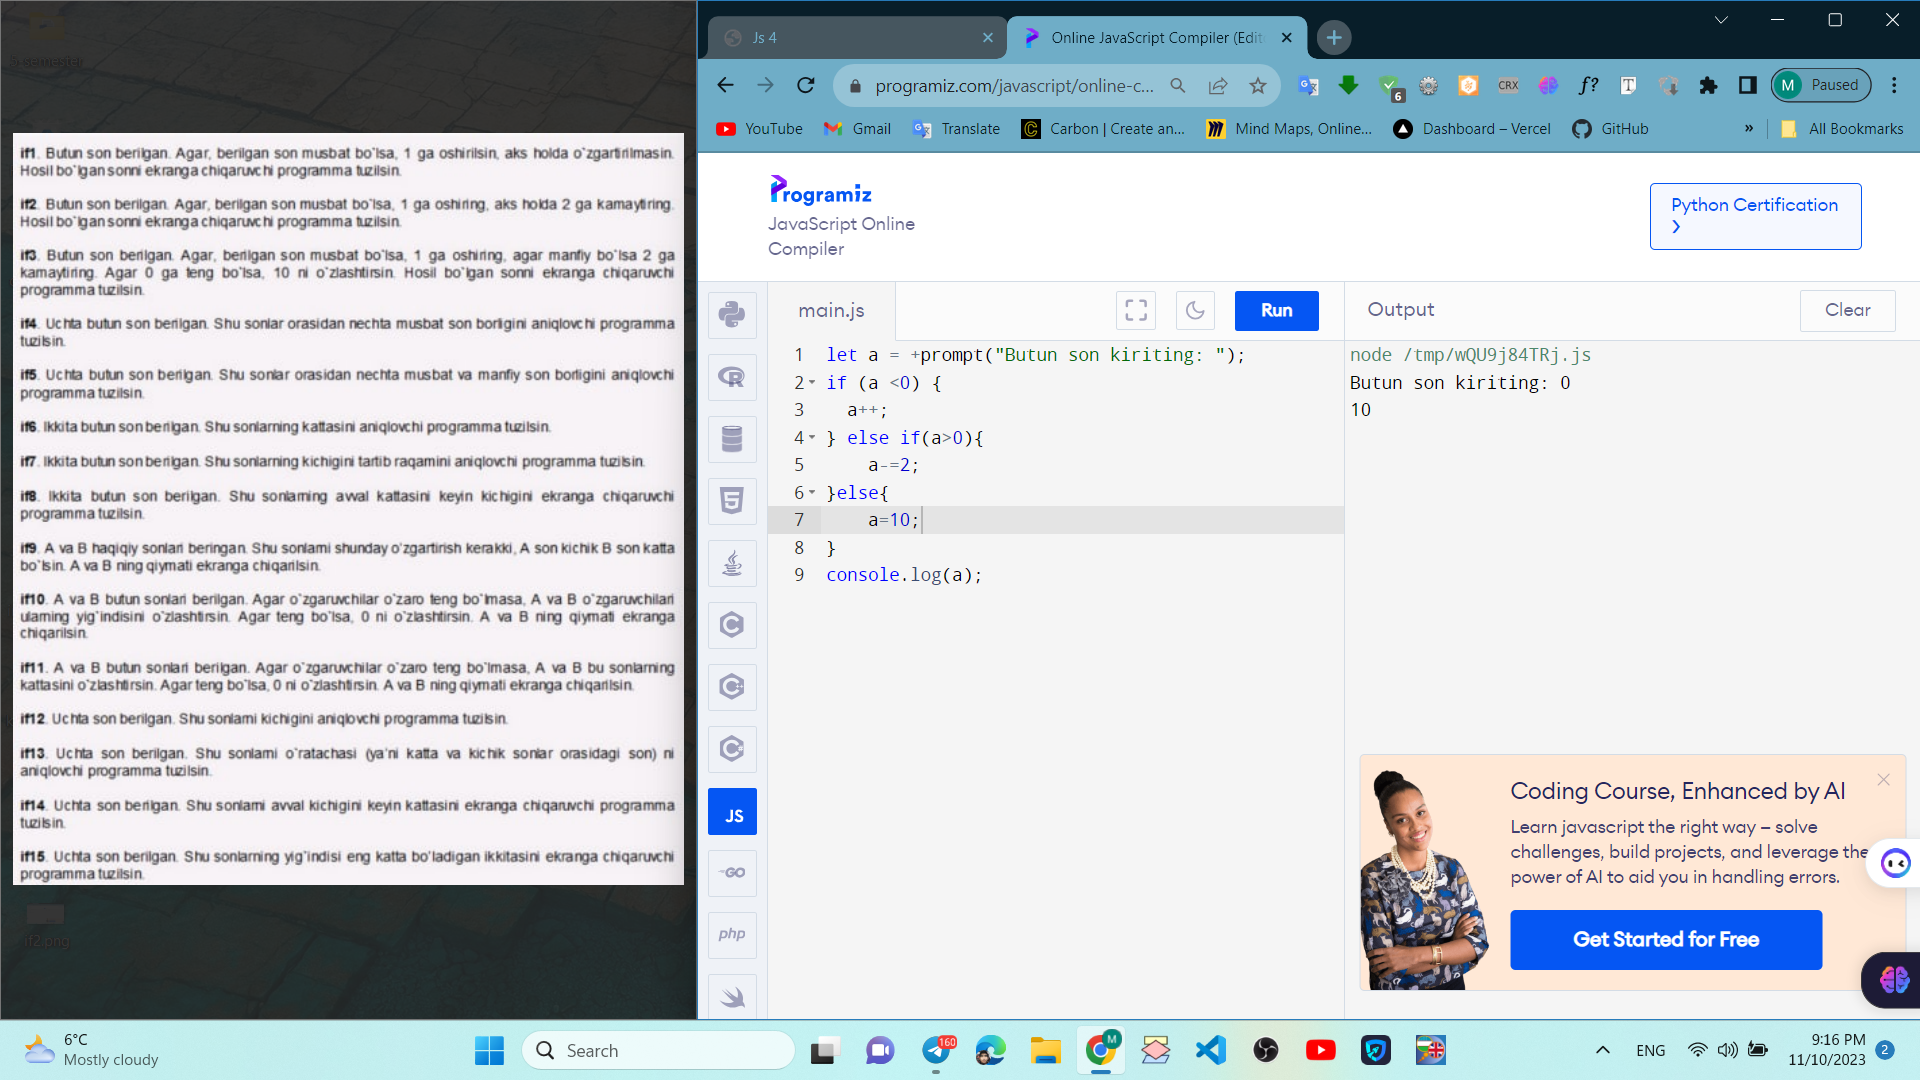 5 semester
if1. Butun son berilgan. Agar, berilgan son musbat bo`lsa, 1 ga oshirilsin, aks holda o`zgartirilmasin.
Hosil bo`lgan sonni ekranga chiqaruvchi programma tuzilsin.
if2. Butun son berilgan. Agar, berilgan son musbat bo`lsa, 1 ga oshiring, aks holda 2 ga kamaytiring.
Hosil bo`lgan sonni ekranga chiqaruvchi programma tuzilsin.
if3. Butun son berilgan. Agar, berilgan son musbat bo`lsa, 1 ga oshiring, agar manfiy bo`lsa 2 ga
kamaytiring. Agar 0 ga teng bo`lsa, 10 ni o`zlashtirsin. Hosil bo`lgan sonni ekranga chiqaruvchi
programma tuzilsin.
if4. Uchta butun son berilgan. Shu sonlar orasidan nechta musbat son borligini aniqlovchi programma
tuzilsin.
if5. Uchta butun son berilgan. Shu sonlar orasidan nechta musbat va manfiy son borligini aniqlovchi
programma tuzilsin.
if6. Ikkita butun son berilgan. Shu sonlarning kattasini aniqlovchi programma tuzilsin.
if7. Ikkita butun son berilgan. Shu sonlarning kichigini tartib raqamini aniqlovchi programma tuzilsin.
if8. Ikkita butun son berilgan. Shu sonlarning avval kattasini keyin kichigini ekranga chiqaruvchi
programma tuzilsin.
if9. A va B haqiqiy sonlari beringan. Shu sonlarni shunday o`zgartirish kerakki, A son kichik B son katta
bo`lsin. A va B ning qiymati ekranga chiqarilsin.
if10. A va B butun sonlari berilgan. Agar o`zgaruvchilar o`zaro teng bo`lmasa, A va B o`zgaruvchilari
ularning yig`indisini o`zlashtirsin. Agar teng bo`lsa, 0 ni o`zlashtirsin. A va B ning qiymati ekranga
chiqarilsin.
if11. A va B butun sonlari berilgan. Agar o`zgaruvchilar o`zaro teng bo`lmasa, A va B bu sonlarning
kattasini o`zlashtirsin. Agar teng bo`lsa, 0 ni o`zlashtirsin. A va B ning qiymati ekranga chiqarilsin.
if12. Uchta son berilgan. Shu sonlarni kichigini aniqlovchi programma tuzilsin.
if13. Uchta son berilgan. Shu sonlarni o`ratachasi (ya'ni katta va kichik sonlar orasidagi son) ni
aniqlovchi programma tuzilsin.
if14. Uchta son berilgan. Shu sonlarni avval kichigini keyin kattasini ekranga chiqaruvchi programma
tuzilsin.
if15. Uchta son berilgan. Shu sonlarning yig`indisi eng katta bo`ladigan ikkitasini ekranga chiqaruvchi
programma tuzilsin.
if2.png
Js 4
Online JavaScript Compiler (Edit
programiz.com/javascript/online-c...
6
CRX
f?
T
M Paused
YouTube Gmail Translate Carbon | Create an... Mind Maps, Online... Dashboard – Vercel GitHub » All Bookmarks
Programiz
JavaScript Online
Compiler
Python Certification
main.js
Run
Output
Clear
1 let a = +prompt("Butun son kiriting: ");
2 if (a <0) {
3 a++;
4 } else if(a>0){
5 a-=2;
6 }else{
7 a=10;
8 }
9 console.log(a);
node /tmp/wQU9j84TRj.js
Butun son kiriting: 0
10
R
5
C
JS
GO
php
Coding Course, Enhanced by AI
Learn javascript the right way – solve
challenges, build projects, and leverage the
power of AI to aid you in handling errors.
Get Started for Free
6°C
Mostly cloudy
Search
160
M
ENG
9:16 PM
11/10/2023
2